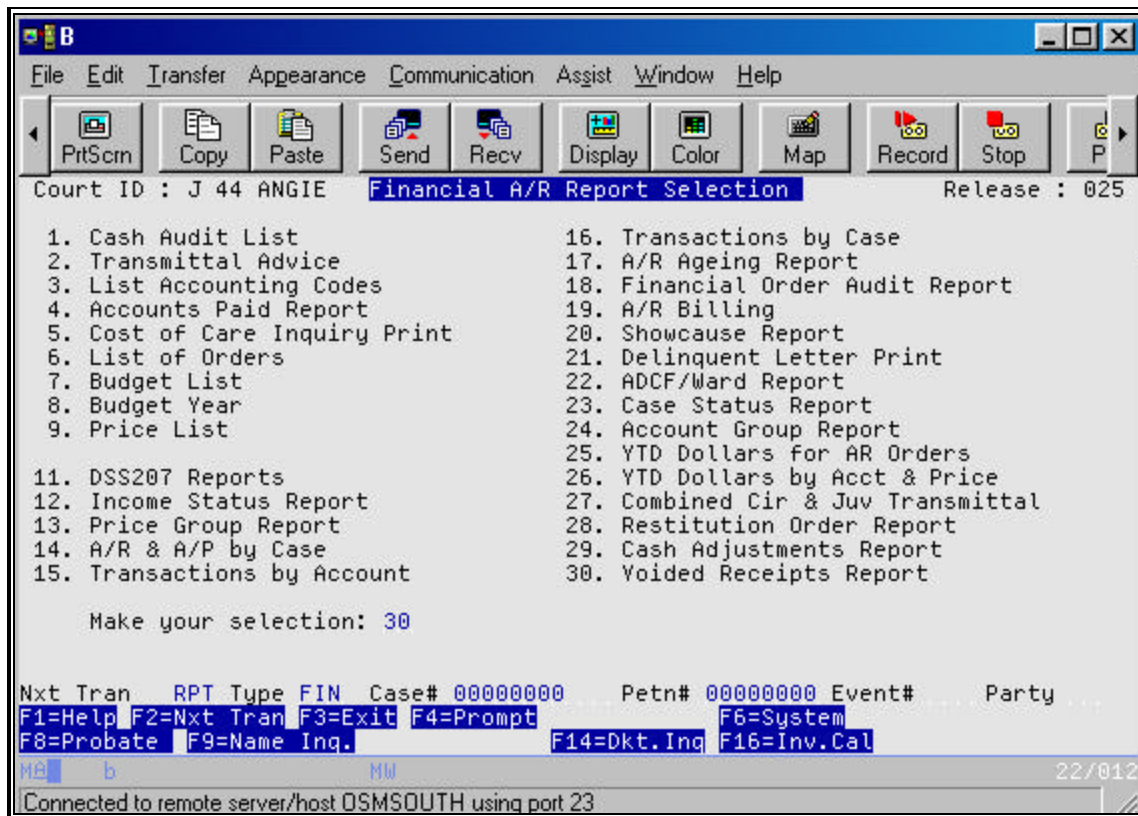 B
File Edit Transfer Appearance Communication Assist Window Help
PrtScrn Copy Paste Send Recv Display Color Map Record Stop P
Court ID : J 44 ANGIE Financial A/R Report Selection Release : 025
1. Cash Audit List 16. Transactions by Case
2. Transmittal Advice 17. A/R Ageing Report
3. List Accounting Codes 18. Financial Order Audit Report
4. Accounts Paid Report 19. A/R Billing
5. Cost of Care Inquiry Print 20. Showcause Report
6. List of Orders 21. Delinquent Letter Print
7. Budget List 22. ADCF/Ward Report
8. Budget Year 23. Case Status Report
9. Price List 24. Account Group Report
25. YTD Dollars for AR Orders
11. DSS207 Reports 26. YTD Dollars by Acct & Price
12. Income Status Report 27. Combined Cir & Juv Transmittal
13. Price Group Report 28. Restitution Order Report
14. A/R & A/P by Case 29. Cash Adjustments Report
15. Transactions by Account 30. Voided Receipts Report
Make your selection: 30
Nxt Tran RPT Type FIN Case# 00000000 Petn# 00000000 Event# Party
F1=Help F2=Nxt Tran F3=Exit F4=Prompt F6=System
F8=Probate F9=Name Inq. F14=Dkt.Inq F16=Inv.Cal
MA b MW 22/012
Connected to remote server/host OSMSOUTH using port 23